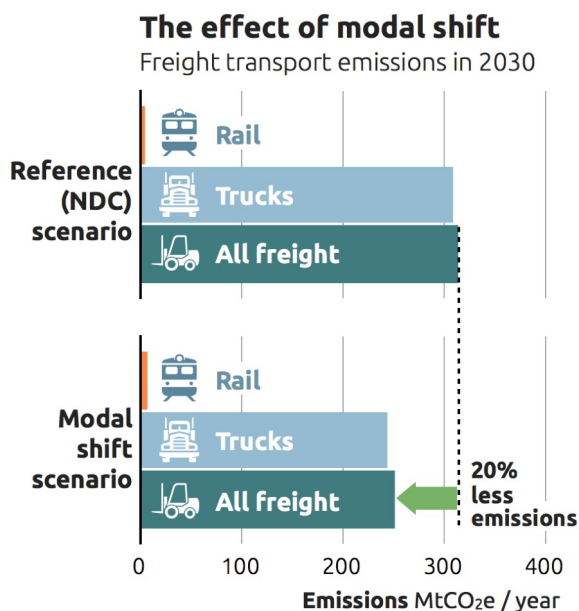 The effect of modal shift
Freight transport emissions in 2030
Reference
(NDC)
scenario
Rail
Trucks
All freight
Modal
shift
scenario
Rail
Trucks
All freight
20%
less
emissions
0 100 200 300 400
Emissions MtCO₂e / year